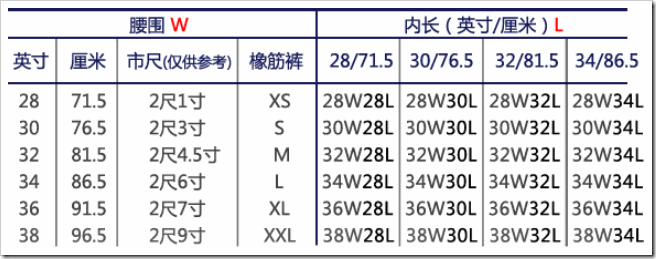 腰围 W 内长（英寸/厘米）L
英寸 厘米 市尺(仅供参考) 橡筋裤 28/71.5 30/76.5 32/81.5 34/86.5
28 71.5 2尺1寸 XS 28W28L 28W30L 28W32L 28W34L
30 76.5 2尺3寸 S 30W28L 30W30L 30W32L 30W34L
32 81.5 2尺4.5寸 M 32W28L 32W30L 32W32L 32W34L
34 86.5 2尺6寸 L 34W28L 34W30L 34W32L 34W34L
36 91.5 2尺7寸 XL 36W28L 36W30L 36W32L 36W34L
38 96.5 2尺9寸 XXL 38W28L 38W30L 38W32L 38W34L